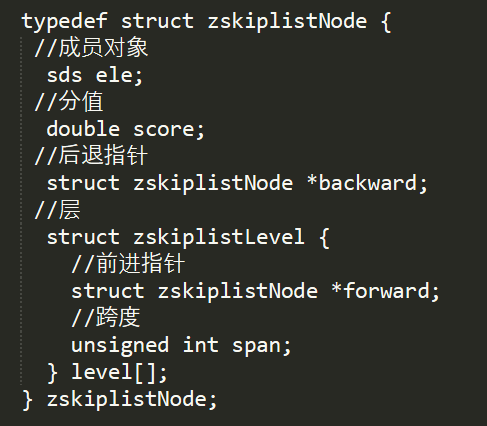 typedef struct zskiplistNode {
//成员对象
sds ele;
//分值
double score;
//后退指针
struct zskiplistNode *backward;
//层
struct zskiplistLevel {
//前进指针
struct zskiplistNode *forward;
//跨度
unsigned int span;
} level[];
} zskiplistNode;